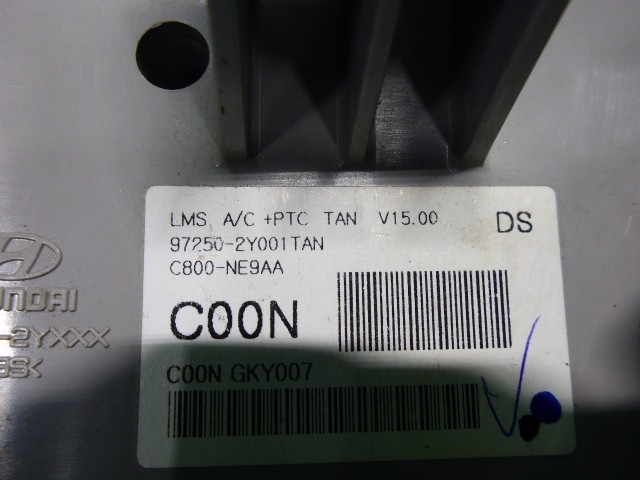 LMS, A/C +PTC TAN V15.00 DS
97250-2Y001TAN
C800-NE9AA
C00N
C00N GKY007
-2YXXX